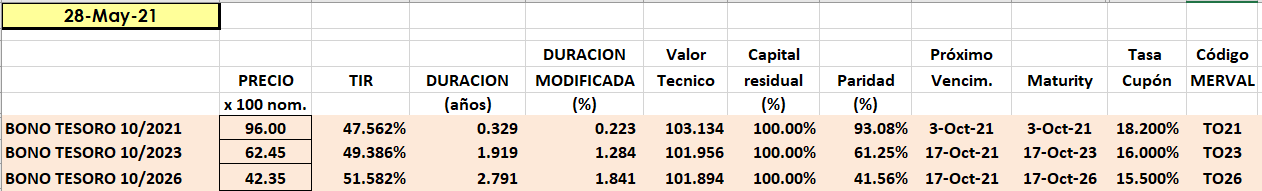 28-May-21
DURACION Valor Capital Próximo Tasa Código
PRECIO TIR DURACION MODIFICADA Tecnico residual Paridad Vencim. Maturity Cupón MERVAL
x 100 nom. (años) (%) (%) (%)
BONO TESORO 10/2021 96.00 47.562% 0.329 0.223 103.134 100.00% 93.08% 3-Oct-21 3-Oct-21 18.200% TO21
BONO TESORO 10/2023 62.45 49.386% 1.919 1.284 101.956 100.00% 61.25% 17-Oct-21 17-Oct-23 16.000% TO23
BONO TESORO 10/2026 42.35 51.582% 2.791 1.841 101.894 100.00% 41.56% 17-Oct-21 17-Oct-26 15.500% TO26